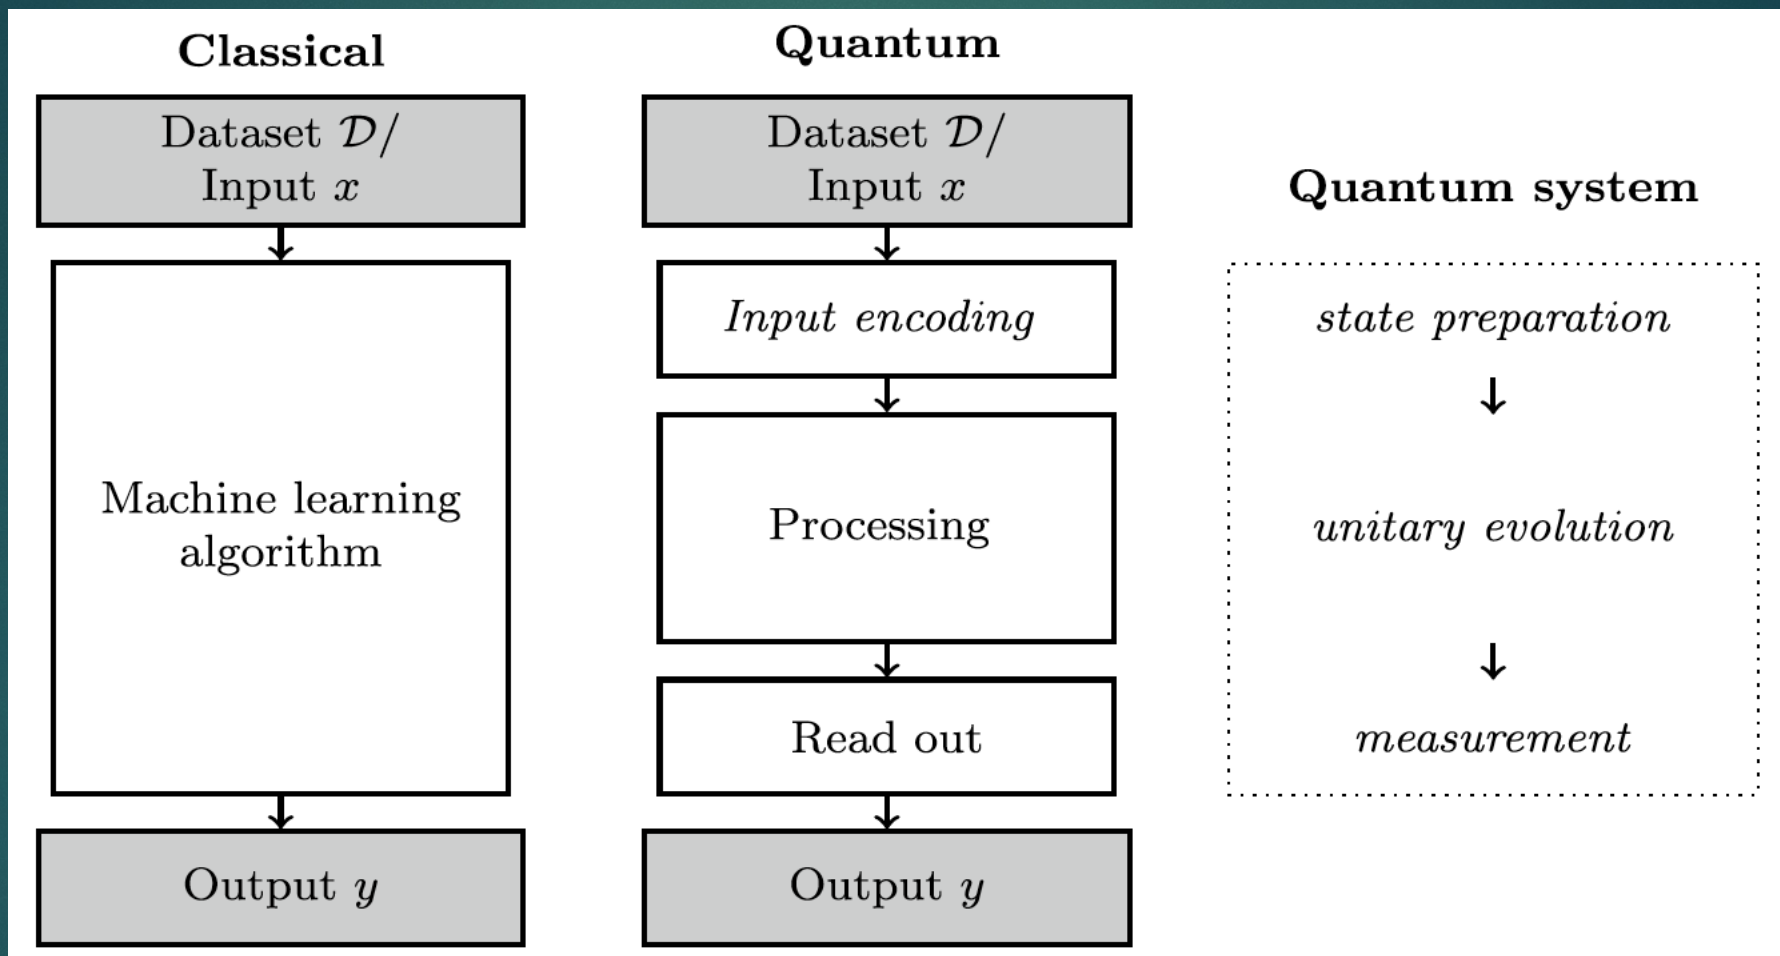 Classical
Dataset 𝒟/
Input x
Machine learning
algorithm
Output y
Quantum
Dataset 𝒟/
Input x
Input encoding
Processing
Read out
Output y
Quantum system
state preparation
↓
unitary evolution
↓
measurement